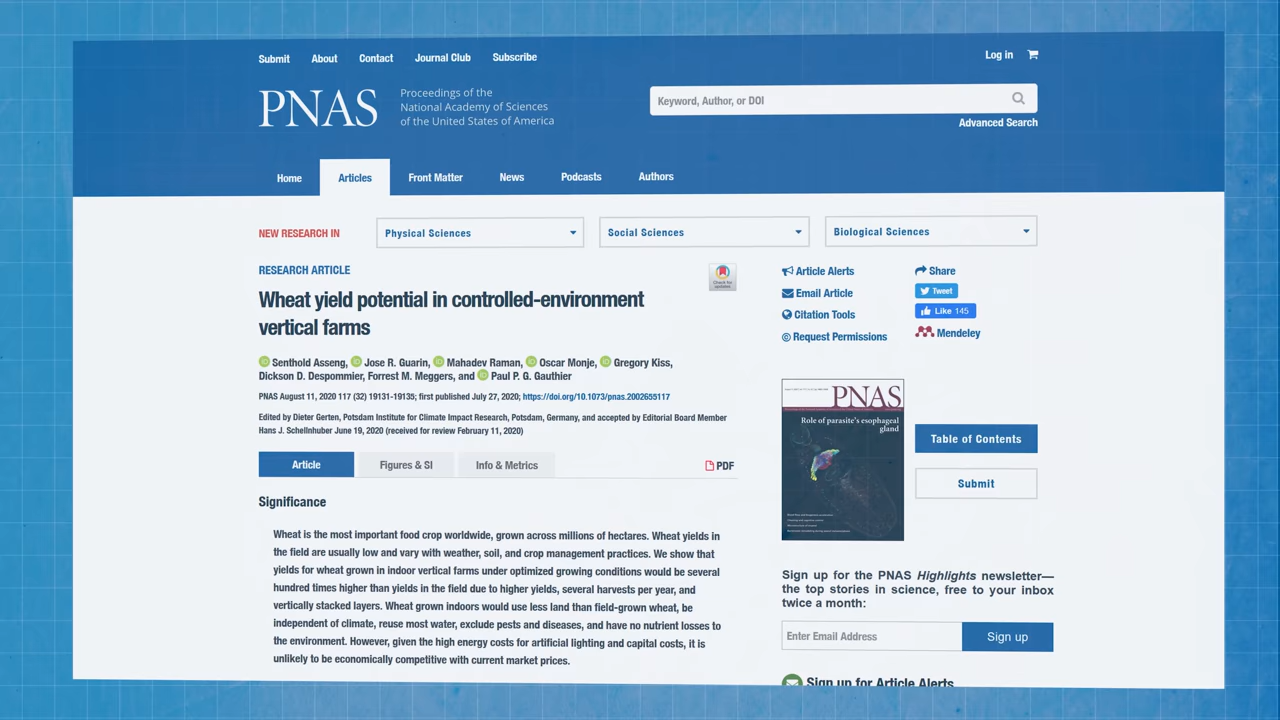 Submit About Contact Journal Club Subscribe
Log in
PNAS
Proceedings of the
National Academy of Sciences
of the United States of America
Keyword, Author, or DOI
Advanced Search
Home Articles Front Matter News Podcasts Authors
NEW RESEARCH IN
Physical Sciences
Social Sciences
Biological Sciences
RESEARCH ARTICLE
Check for
updates
Wheat yield potential in controlled-environment
vertical farms
iD Senthold Asseng, iD Jose R. Guarin, iD Mahadev Raman, iD Oscar Monje, iD Gregory Kiss,
Dickson D. Despommier, Forrest M. Meggers, and iD Paul P. G. Gauthier
PNAS August 11, 2020 117 (32) 19131-19135; first published July 27, 2020; https://doi.org/10.1073/pnas.2002655117
Edited by Dieter Gerten, Potsdam Institute for Climate Impact Research, Potsdam, Germany, and accepted by Editorial Board Member
Hans J. Schellnhuber June 19, 2020 (received for review February 11, 2020)
Article
Figures & SI
Info & Metrics
PDF
Significance
Wheat is the most important food crop worldwide, grown across millions of hectares. Wheat yields in
the field are usually low and vary with weather, soil, and crop management practices. We show that
yields for wheat grown in indoor vertical farms under optimized growing conditions would be several
hundred times higher than yields in the field due to higher yields, several harvests per year, and
vertically stacked layers. Wheat grown indoors would use less land than field-grown wheat, be
independent of climate, reuse most water, exclude pests and diseases, and have no nutrient losses to
the environment. However, given the high energy costs for artificial lighting and capital costs, it is
unlikely to be economically competitive with current market prices.
Article Alerts
Email Article
Citation Tools
Request Permissions
Share
Tweet
Like 145
Mendeley
PNAS
Role of parasite's esophageal
gland
Table of Contents
Submit
Sign up for the PNAS Highlights newsletter—
the top stories in science, free to your inbox
twice a month:
Enter Email Address
Sign up
Sign up for Article Alerts